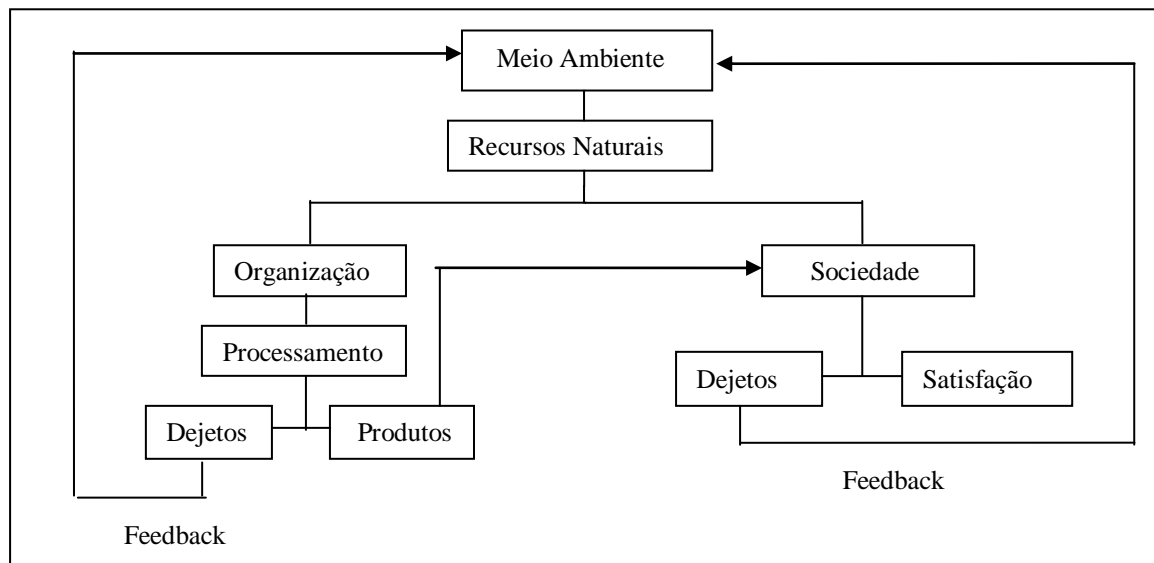 Meio Ambiente
Recursos Naturais
Organização
Sociedade
Processamento
Dejetos
Satisfação
Dejetos
Produtos
Feedback
Feedback